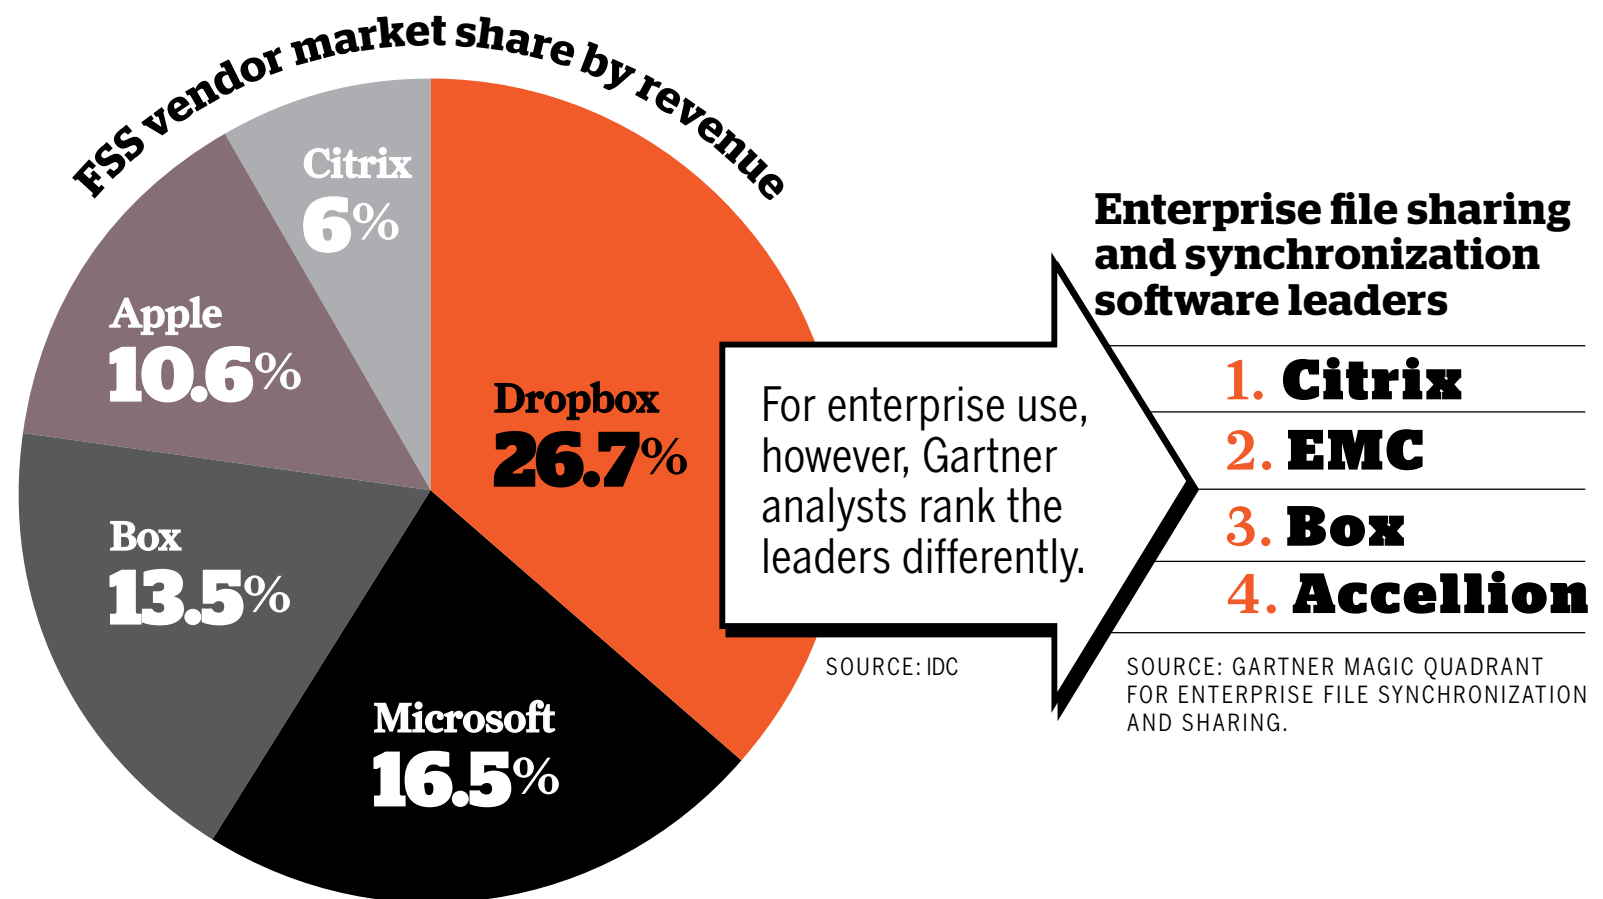 FSS vendor market share by revenue
Citrix
6%
Apple
10.6%
Dropbox
26.7%
Box
13.5%
Microsoft
16.5%
For enterprise use,
however, Gartner
analysts rank the
leaders differently.
SOURCE: IDC
Enterprise file sharing
and synchronization
software leaders
1. Citrix
2. EMC
3. Box
4. Accellion
SOURCE: GARTNER MAGIC QUADRANT
FOR ENTERPRISE FILE SYNCHRONIZATION
AND SHARING.